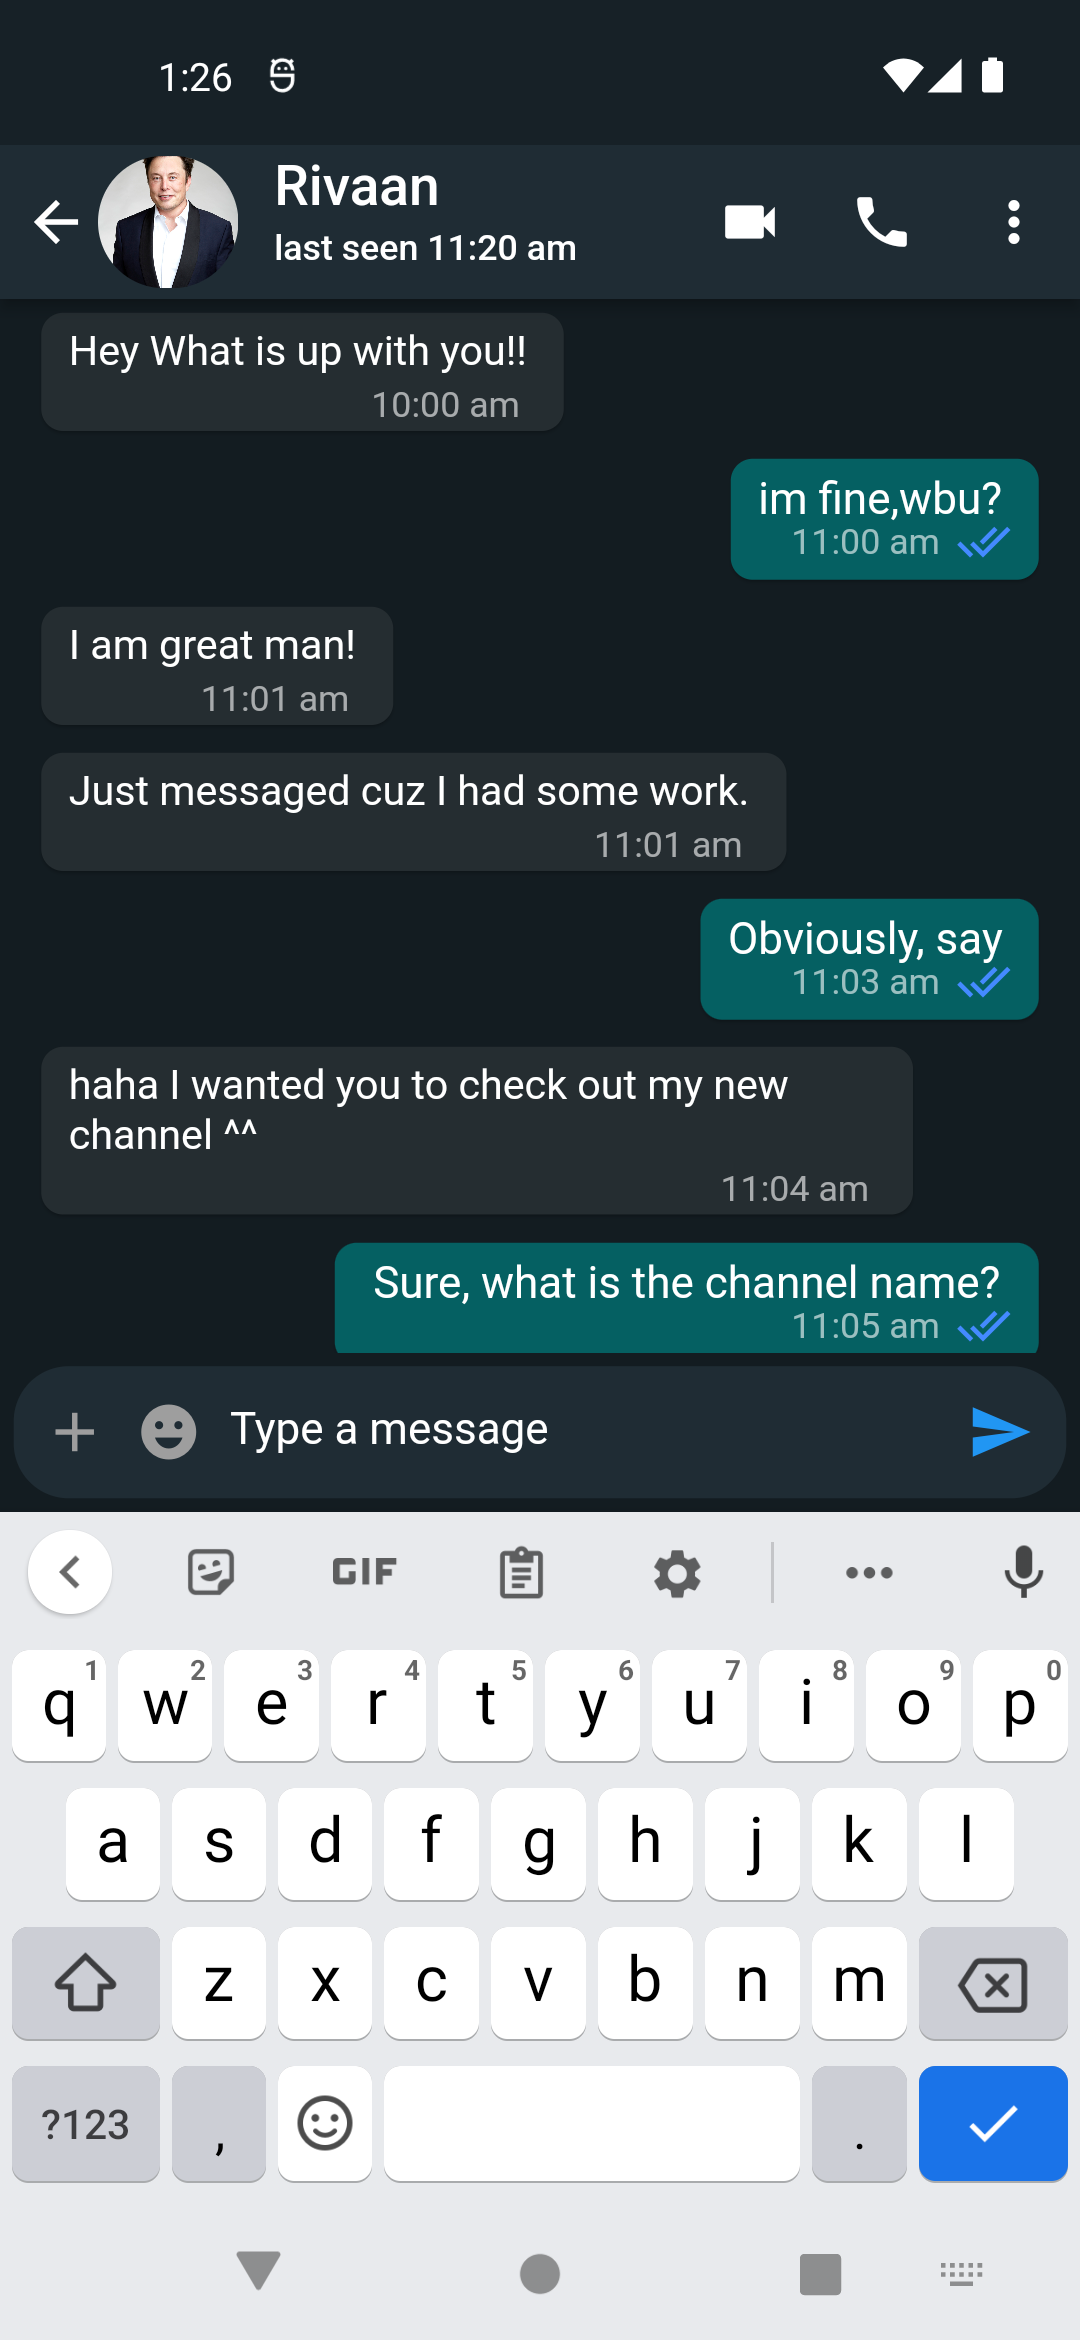 1:26
Rivaan
last seen 11:20 am
Hey What is up with you!!
10:00 am
im fine,wbu?
11:00 am
I am great man!
11:01 am
Just messaged cuz I had some work.
11:01 am
Obviously, say
11:03 am
haha I wanted you to check out my new
channel ^^
11:04 am
Sure, what is the channel name?
11:05 am
Type a message
GIF
q 1 w 2 e 3 r 4 t 5 y 6 u 7 i 8 o 9 p 0
a s d f g h j k l
z x c v b n m
?123 , .